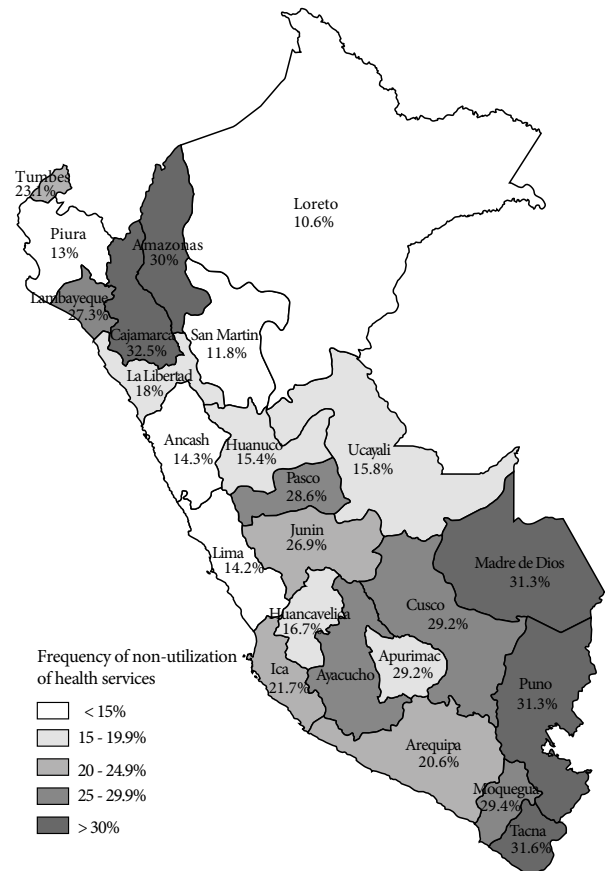 Tumbes
23.1%
Piura
13%
Loreto
10.6%
Amazonas
30%
Lambayeque
27.3%
Cajamarca
32.5%
San Martin
11.8%
La Libertad
18%
Ancash
14.3%
Huanuco
15.4%
Ucayali
15.8%
Pasco
28.6%
Junin
26.9%
Lima
14.2%
Madre de Dios
31.3%
Cusco
29.2%
Huancavelica
16.7%
Apurimac
29.2%
Ica
21.7%
Ayacucho
Puno
31.3%
Arequipa
20.6%
Moquegua
29.4%
Tacna
31.6%
Frequency of non-utilization
of health services
< 15%
15 - 19.9%
20 - 24.9%
25 - 29.9%
> 30%